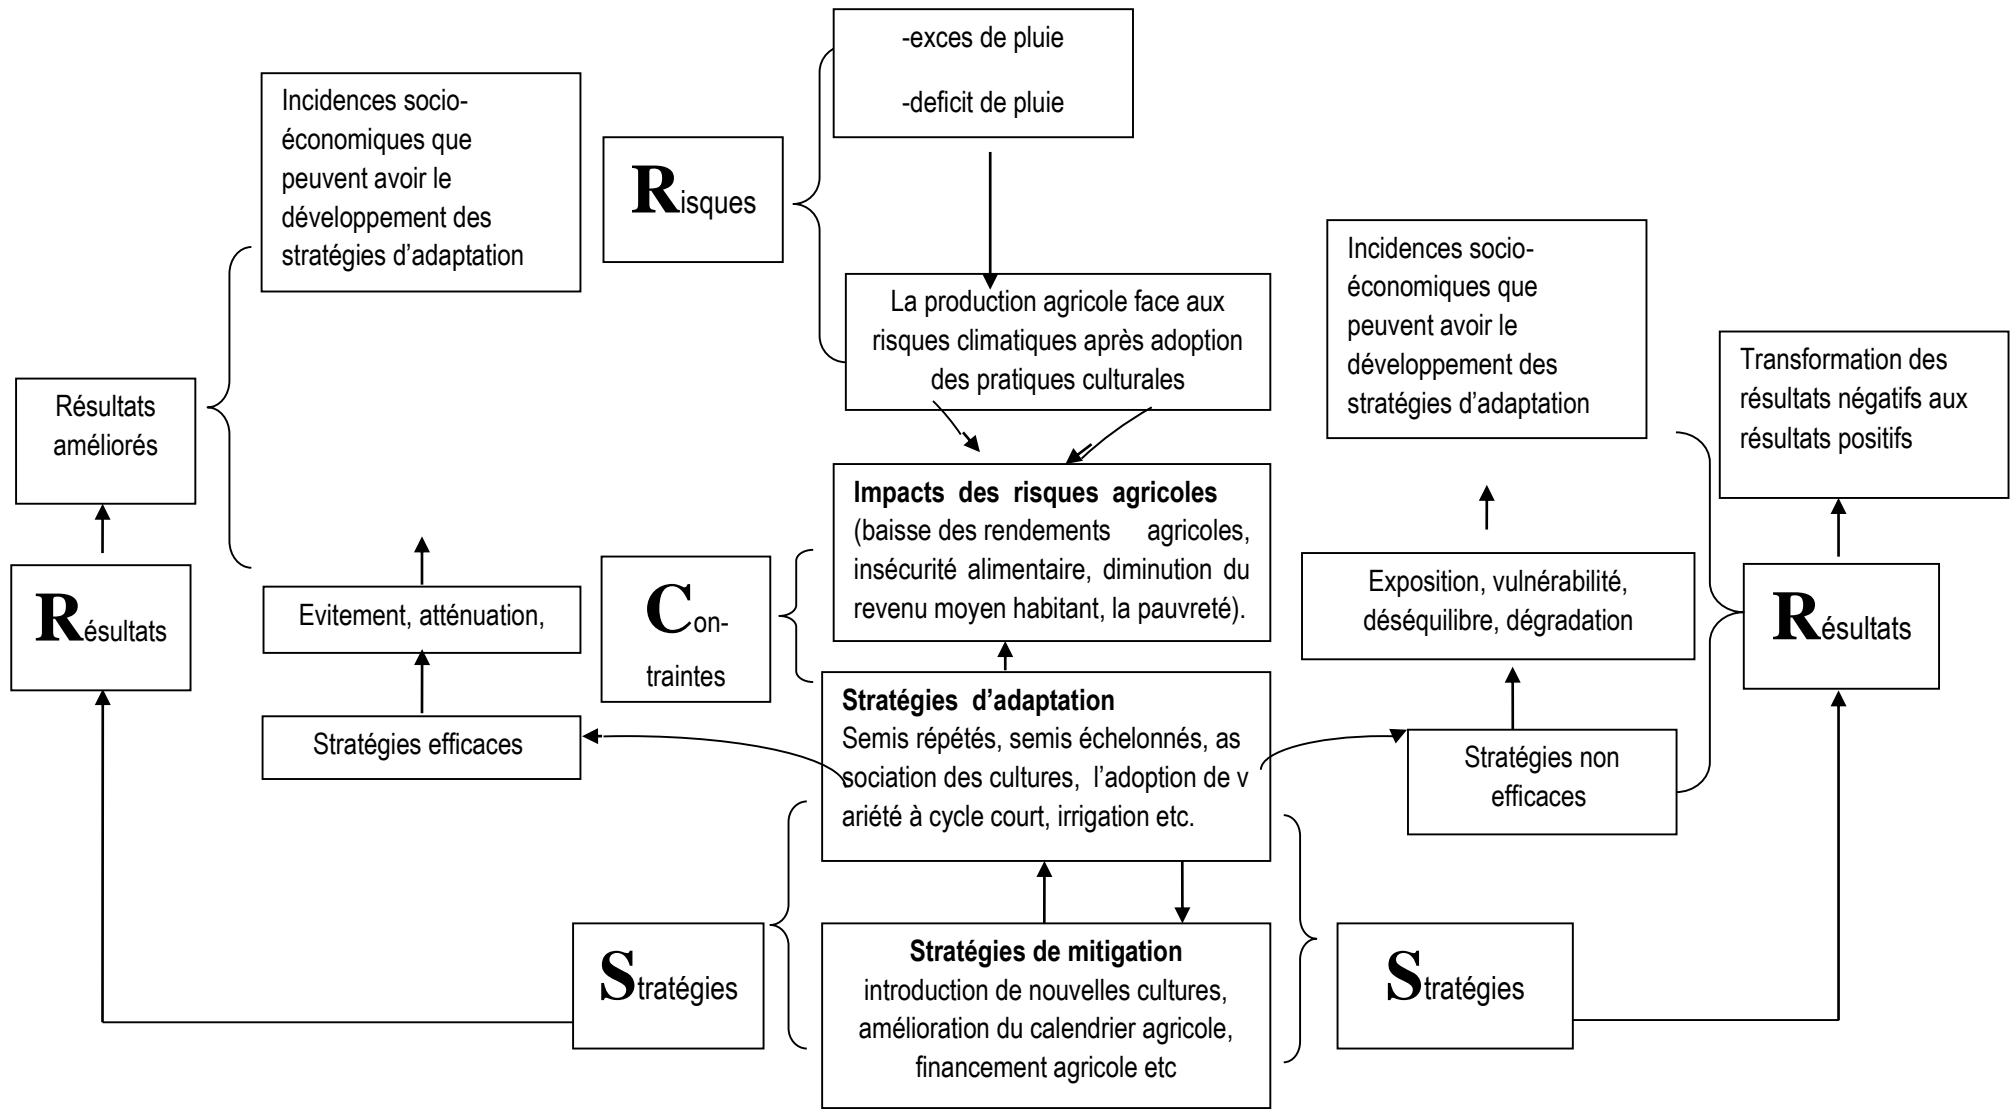 -exces de pluie
-deficit de pluie
Incidences socio-
économiques que
peuvent avoir le
développement des
stratégies d’adaptation
Risques
La production agricole face aux
risques climatiques après adoption
des pratiques culturales
Incidences socio-
économiques que
peuvent avoir le
développement des
stratégies d’adaptation
Transformation des
résultats négatifs aux
résultats positifs
Résultats
améliorés
Impacts des risques agricoles
(baisse des rendements agricoles,
insécurité alimentaire, diminution du
revenu moyen habitant, la pauvreté).
Résultats
Evitement, atténuation,
Con-
traintes
Exposition, vulnérabilité,
déséquilibre, dégradation
Résultats
Stratégies efficaces
Stratégies d’adaptation
Semis répétés, semis échelonnés, as
sociation des cultures, l’adoption de v
ariété à cycle court, irrigation etc.
Stratégies non
efficaces
Stratégies
Stratégies de mitigation
introduction de nouvelles cultures,
amélioration du calendrier agricole,
financement agricole etc
Stratégies